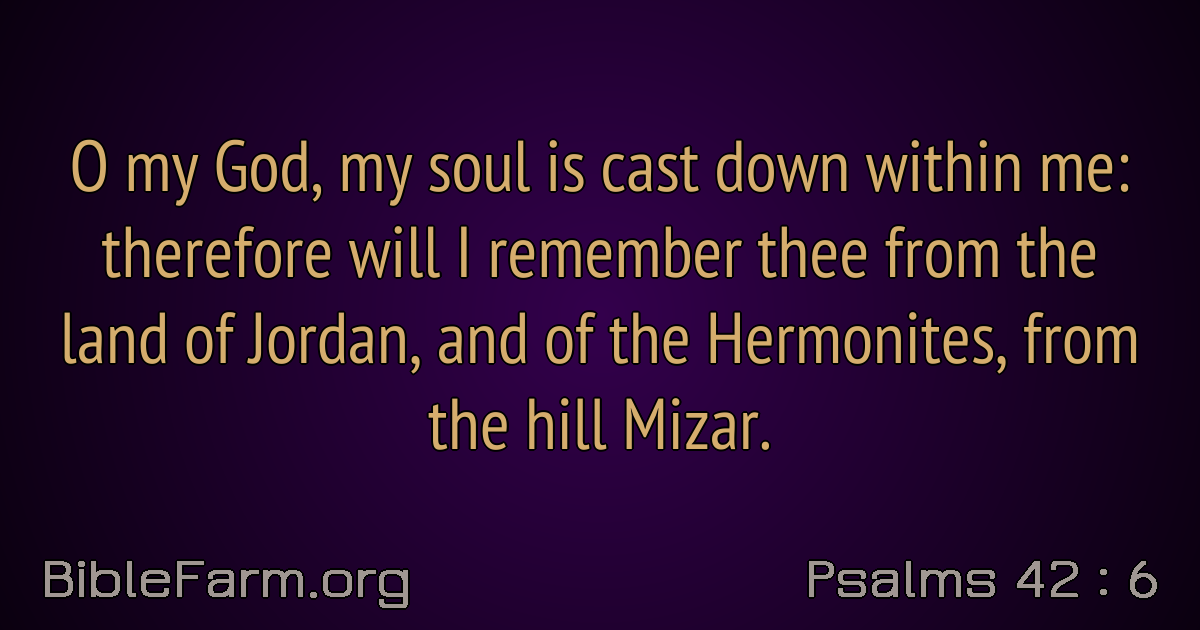 O my God, my soul is cast down within me:
therefore will I remember thee from the
land of Jordan, and of the Hermonites, from
the hill Mizar.
BibleFarm.org
Psalms 42 : 6